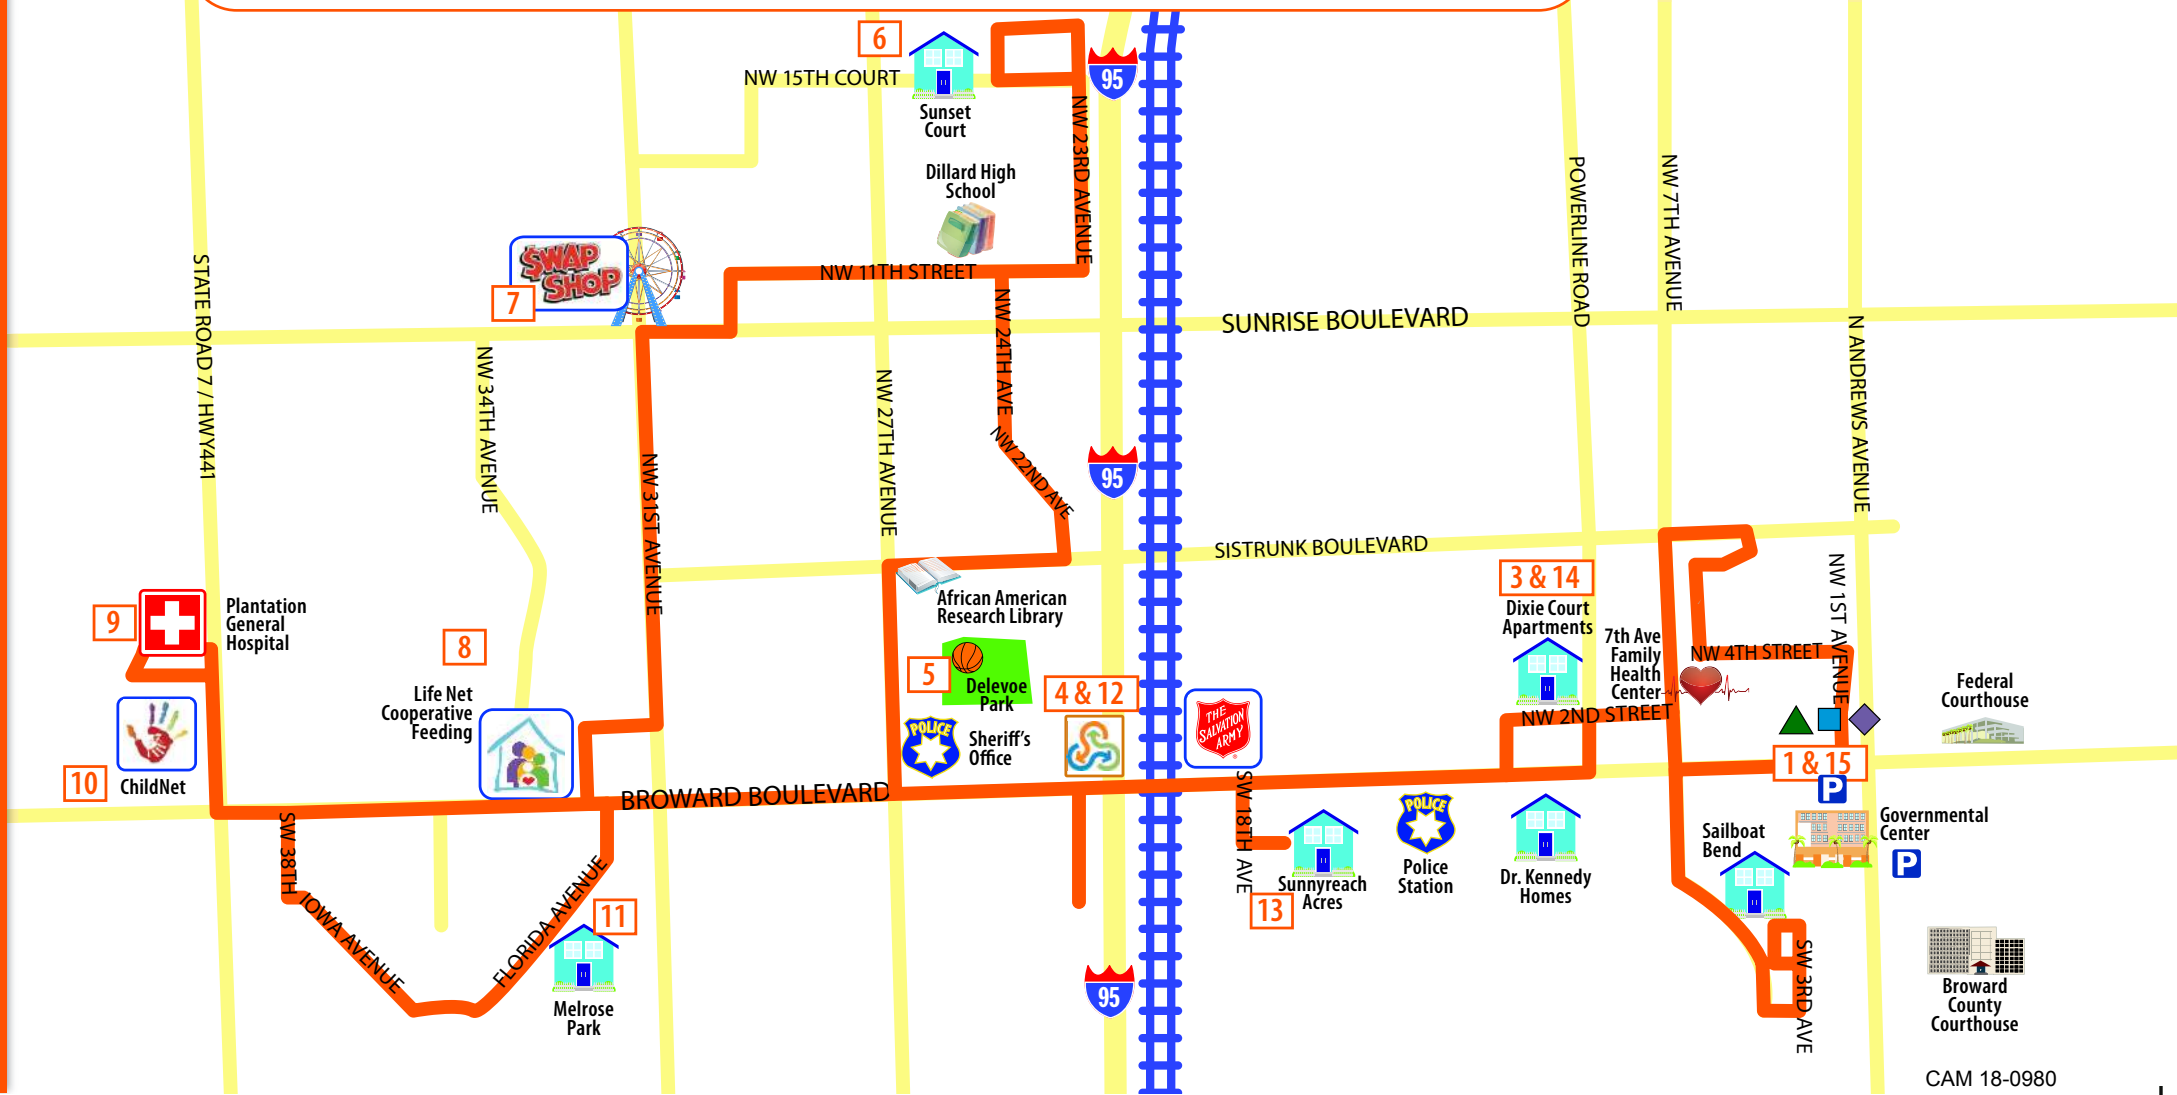 6
95
NW 15TH COURT
Sunset
Court
NW 23RD AVENUE
Dillard High
School
POWERLINE ROAD
NW 7TH AVENUE
STATE ROAD 7 / HWY441
SWAP
SHOP
7
NW 11TH STREET
SUNRISE BOULEVARD
NW 34TH AVENUE
NW 24TH AVE
N ANDREWS AVENUE
NW 27TH AVENUE
NW 22ND AVE
95
NW 31ST AVENUE
SISTRUNK BOULEVARD
3 & 14
Dixie Court
Apartments
NW 1ST AVENUE
9
Plantation
General
Hospital
African American
Research Library
8
5
Delevoe
Park
4 & 12
7th Ave
Family
Health
Center
NW 4TH STREET
Federal
Courthouse
Life Net
Cooperative
Feeding
POLICE
Sheriff's
Office
THE
SALVATION
ARMY
NW 2ND STREET
10
ChildNet
1 & 15
P
BROWARD BOULEVARD
SW 18TH AVE
POLICE
Police
Station
Governmental
Center
P
Sailboat
Bend
SW 38TH
IOWA AVENUE
FLORIDA AVENUE
11
Melrose
Park
Sunnyreach
Acres
13
Dr. Kennedy
Homes
SW 3RD AVE
95
Broward
County
Courthouse
CAM 18-0980